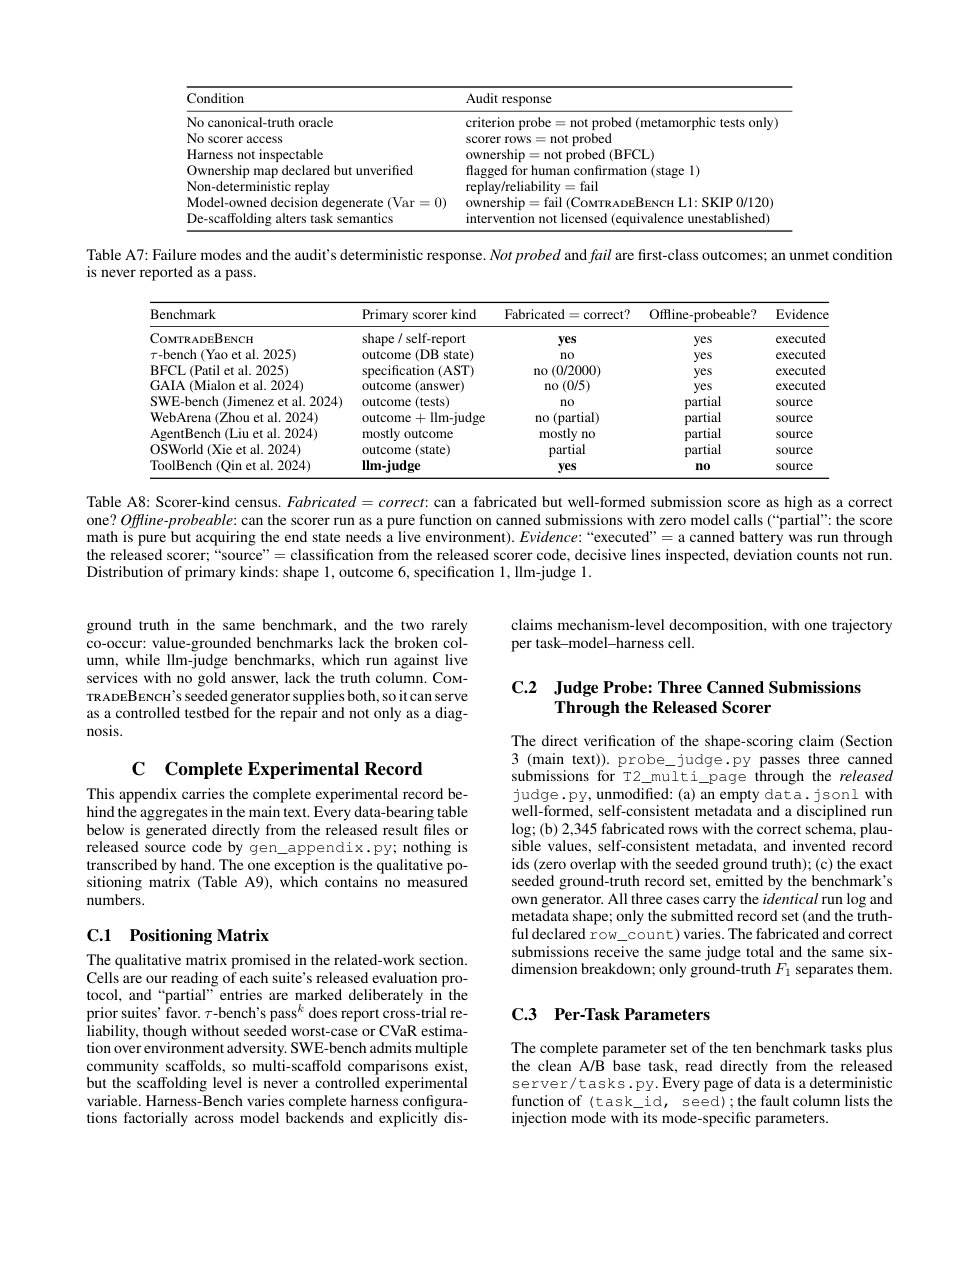 Condition Audit response
No canonical-truth oracle criterion probe = not probed (metamorphic tests only)
No scorer access scorer rows = not probed
Harness not inspectable ownership = not probed (BFCL)
Ownership map declared but unverified flagged for human confirmation (stage 1)
Non-deterministic replay replay/reliability = fail
Model-owned decision degenerate (Var = 0) ownership = fail (COMTRADEBENCH L1: SKIP 0/120)
De-scaffolding alters task semantics intervention not licensed (equivalence unestablished)
Table A7: Failure modes and the audit's deterministic response. Not probed and fail are first-class outcomes; an unmet condition
is never reported as a pass.
Benchmark Primary scorer kind Fabricated = correct? Offline-probeable? Evidence
COMTRADEBENCH shape / self-report yes yes executed
τ-bench (Yao et al. 2025) outcome (DB state) no yes executed
BFCL (Patil et al. 2025) specification (AST) no (0/2000) yes executed
GAIA (Mialon et al. 2024) outcome (answer) no (0/5) yes executed
SWE-bench (Jimenez et al. 2024) outcome (tests) no partial source
WebArena (Zhou et al. 2024) outcome + llm-judge no (partial) partial source
AgentBench (Liu et al. 2024) mostly outcome mostly no partial source
OSWorld (Xie et al. 2024) outcome (state) partial partial source
ToolBench (Qin et al. 2024) llm-judge yes no source
Table A8: Scorer-kind census. Fabricated = correct: can a fabricated but well-formed submission score as high as a correct
one? Offline-probeable: can the scorer run as a pure function on canned submissions with zero model calls ("partial": the score
math is pure but acquiring the end state needs a live environment). Evidence: "executed" = a canned battery was run through
the released scorer; "source" = classification from the released scorer code, decisive lines inspected, deviation counts not run.
Distribution of primary kinds: shape 1, outcome 6, specification 1, llm-judge 1.
ground truth in the same benchmark, and the two rarely
co-occur: value-grounded benchmarks lack the broken col-
umn, while llm-judge benchmarks, which run against live
services with no gold answer, lack the truth column. COM-
TRADEBENCH's seeded generator supplies both, so it can serve
as a controlled testbed for the repair and not only as a diag-
nosis.
C Complete Experimental Record
This appendix carries the complete experimental record be-
hind the aggregates in the main text. Every data-bearing table
below is generated directly from the released result files or
released source code by gen_appendix.py; nothing is
transcribed by hand. The one exception is the qualitative po-
sitioning matrix (Table A9), which contains no measured
numbers.
C.1 Positioning Matrix
The qualitative matrix promised in the related-work section.
Cells are our reading of each suite's released evaluation pro-
tocol, and "partial" entries are marked deliberately in the
prior suites' favor. τ-bench's pass^k does report cross-trial re-
liability, though without seeded worst-case or CVaR estima-
tion over environment adversity. SWE-bench admits multiple
community scaffolds, so multi-scaffold comparisons exist,
but the scaffolding level is never a controlled experimental
variable. Harness-Bench varies complete harness configura-
tions factorially across model backends and explicitly dis-
claims mechanism-level decomposition, with one trajectory
per task–model–harness cell.
C.2 Judge Probe: Three Canned Submissions
Through the Released Scorer
The direct verification of the shape-scoring claim (Section
3 (main text)). probe_judge.py passes three canned
submissions for T2_multi_page through the released
judge.py, unmodified: (a) an empty data.jsonl with
well-formed, self-consistent metadata and a disciplined run
log; (b) 2,345 fabricated rows with the correct schema, plau-
sible values, self-consistent metadata, and invented record
ids (zero overlap with the seeded ground truth); (c) the exact
seeded ground-truth record set, emitted by the benchmark's
own generator. All three cases carry the identical run log and
metadata shape; only the submitted record set (and the truth-
ful declared row_count) varies. The fabricated and correct
submissions receive the same judge total and the same six-
dimension breakdown; only ground-truth F1 separates them.
C.3 Per-Task Parameters
The complete parameter set of the ten benchmark tasks plus
the clean A/B base task, read directly from the released
server/tasks.py. Every page of data is a deterministic
function of (task_id, seed); the fault column lists the
injection mode with its mode-specific parameters.